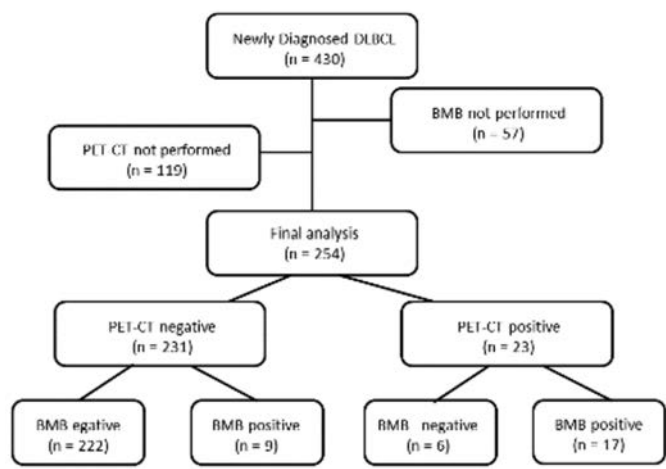 Newly Diagnosed DLBCL
(n = 430)
BMB not performed
(n = 57)
PET CT not performed
(n = 119)
Final analysis
(n = 254)
PET-CT negative
(n = 231)
PET-CT positive
(n = 23)
BMB egative
(n = 222)
BMB positive
(n = 9)
BMB negative
(n = 6)
BMB positive
(n = 17)